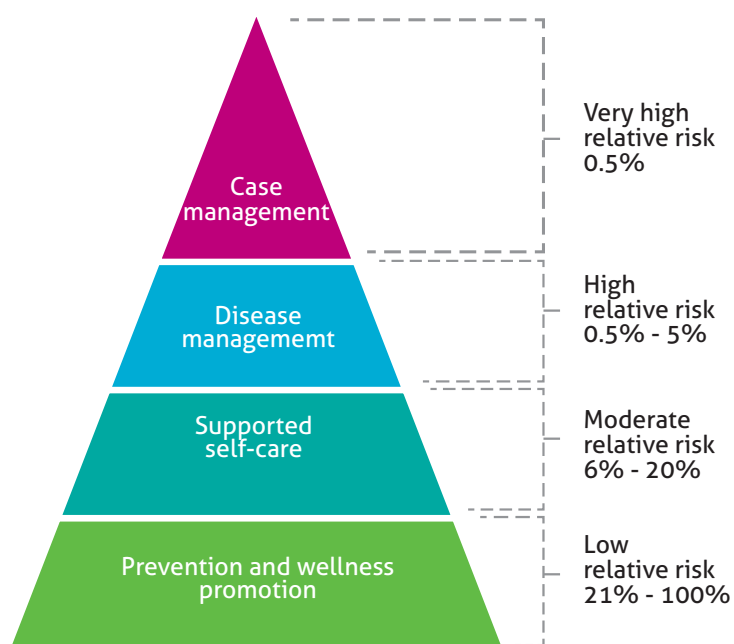 Case
management
Very high
relative risk
0.5%
Disease
managememt
High
relative risk
0.5% - 5%
Supported
self-care
Moderate
relative risk
6% - 20%
Prevention and wellness
promotion
Low
relative risk
21% - 100%